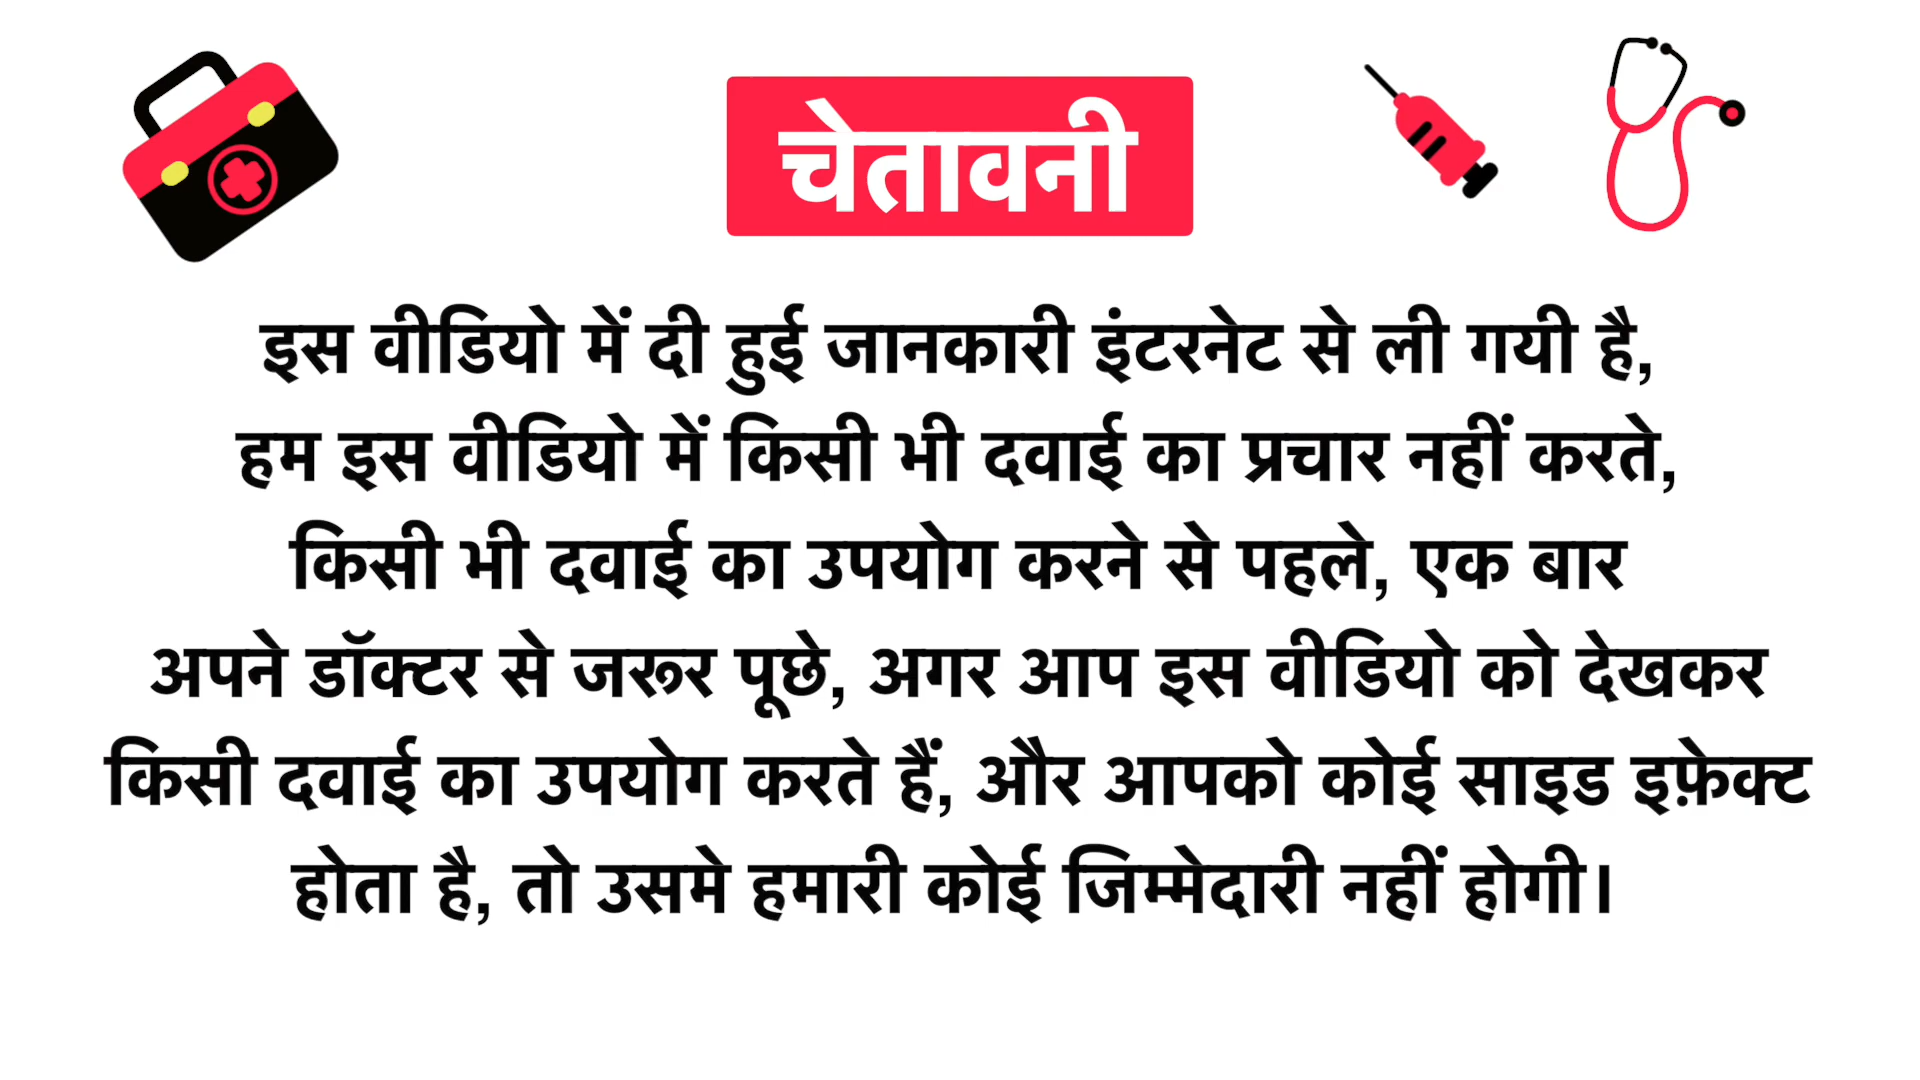 चेतावनी
इस वीडियो में दी हुई जानकारी इंटरनेट से ली गयी है,
हम इस वीडियो में किसी भी दवाई का प्रचार नहीं करते,
किसी भी दवाई का उपयोग करने से पहले, एक बार
अपने डॉक्टर से जरूर पूछे, अगर आप इस वीडियो को देखकर
किसी दवाई का उपयोग करते हैं, और आपको कोई साइड इफ़ेक्ट
होता है, तो उसमे हमारी कोई जिम्मेदारी नहीं होगी।